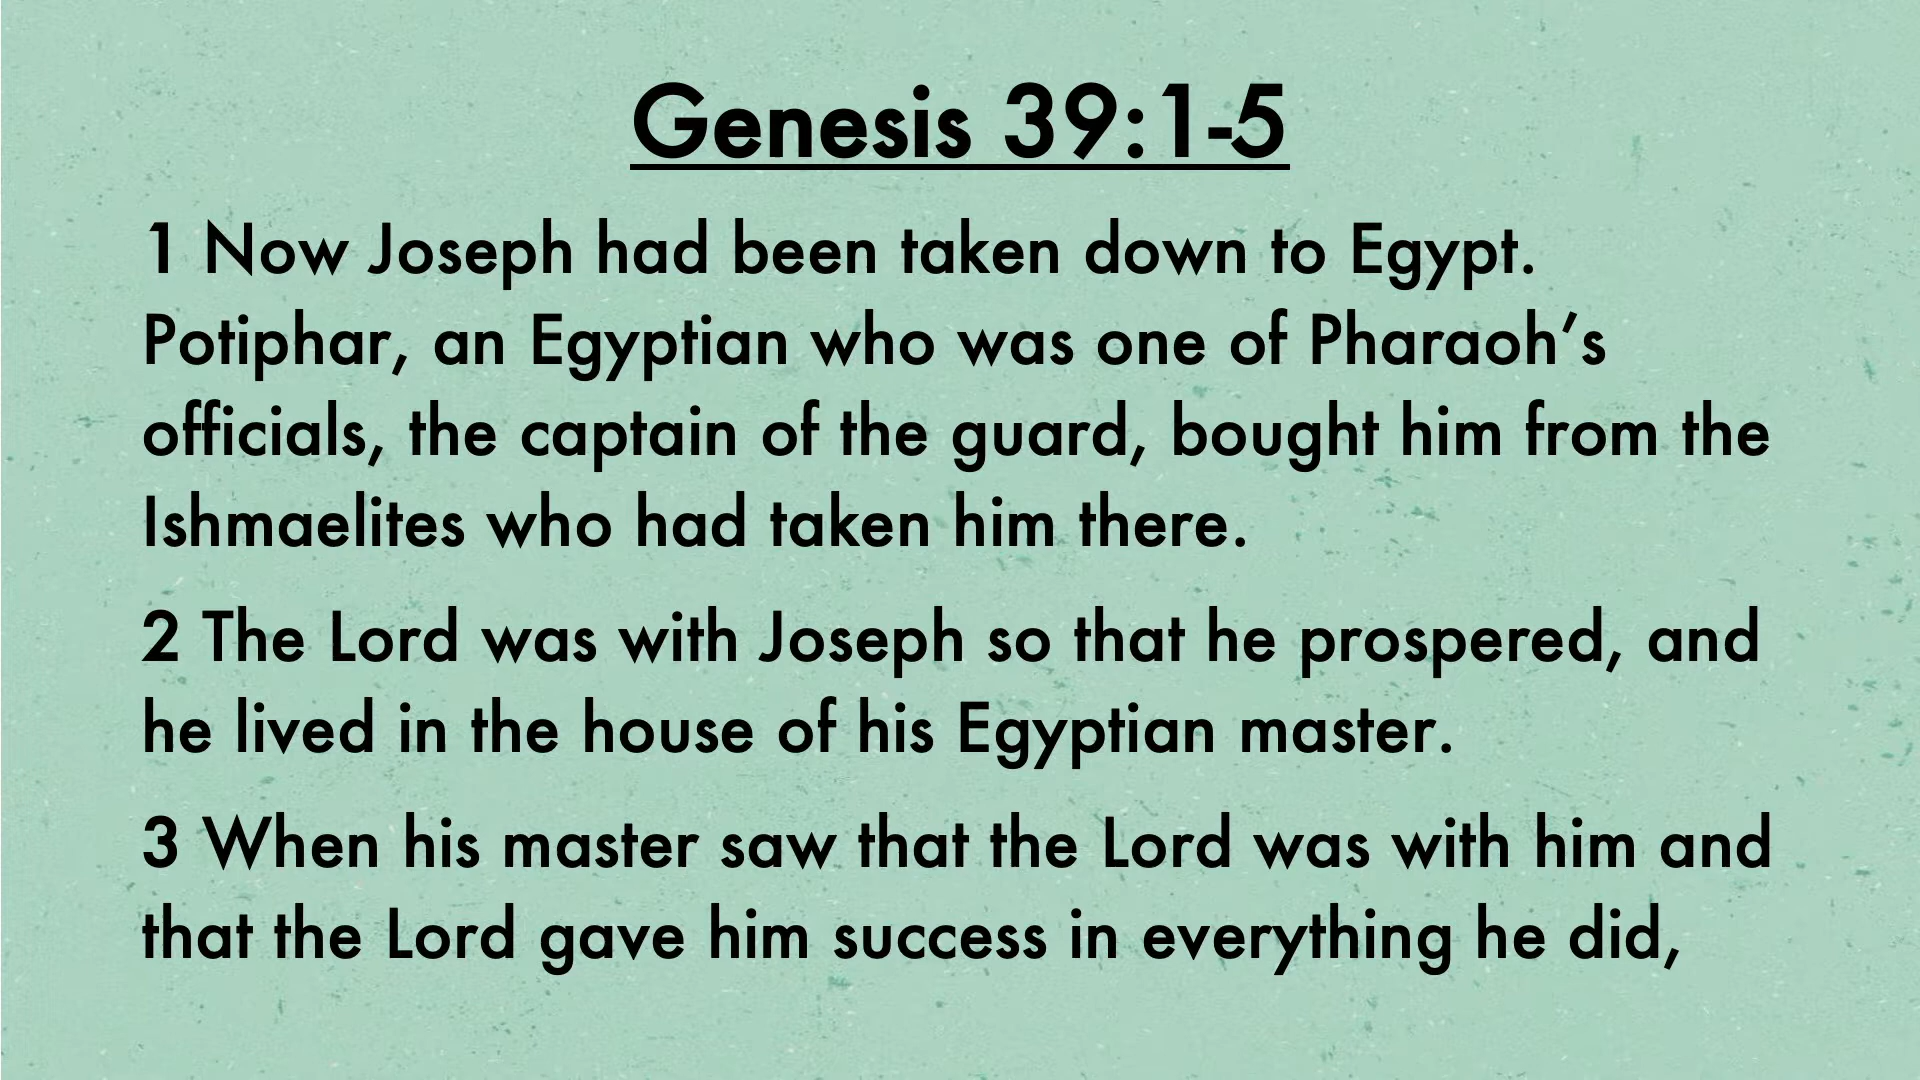 Genesis 39:1-5
1 Now Joseph had been taken down to Egypt.
Potiphar, an Egyptian who was one of Pharaoh’s
officials, the captain of the guard, bought him from the
Ishmaelites who had taken him there.
2 The Lord was with Joseph so that he prospered, and
he lived in the house of his Egyptian master.
3 When his master saw that the Lord was with him and
that the Lord gave him success in everything he did,